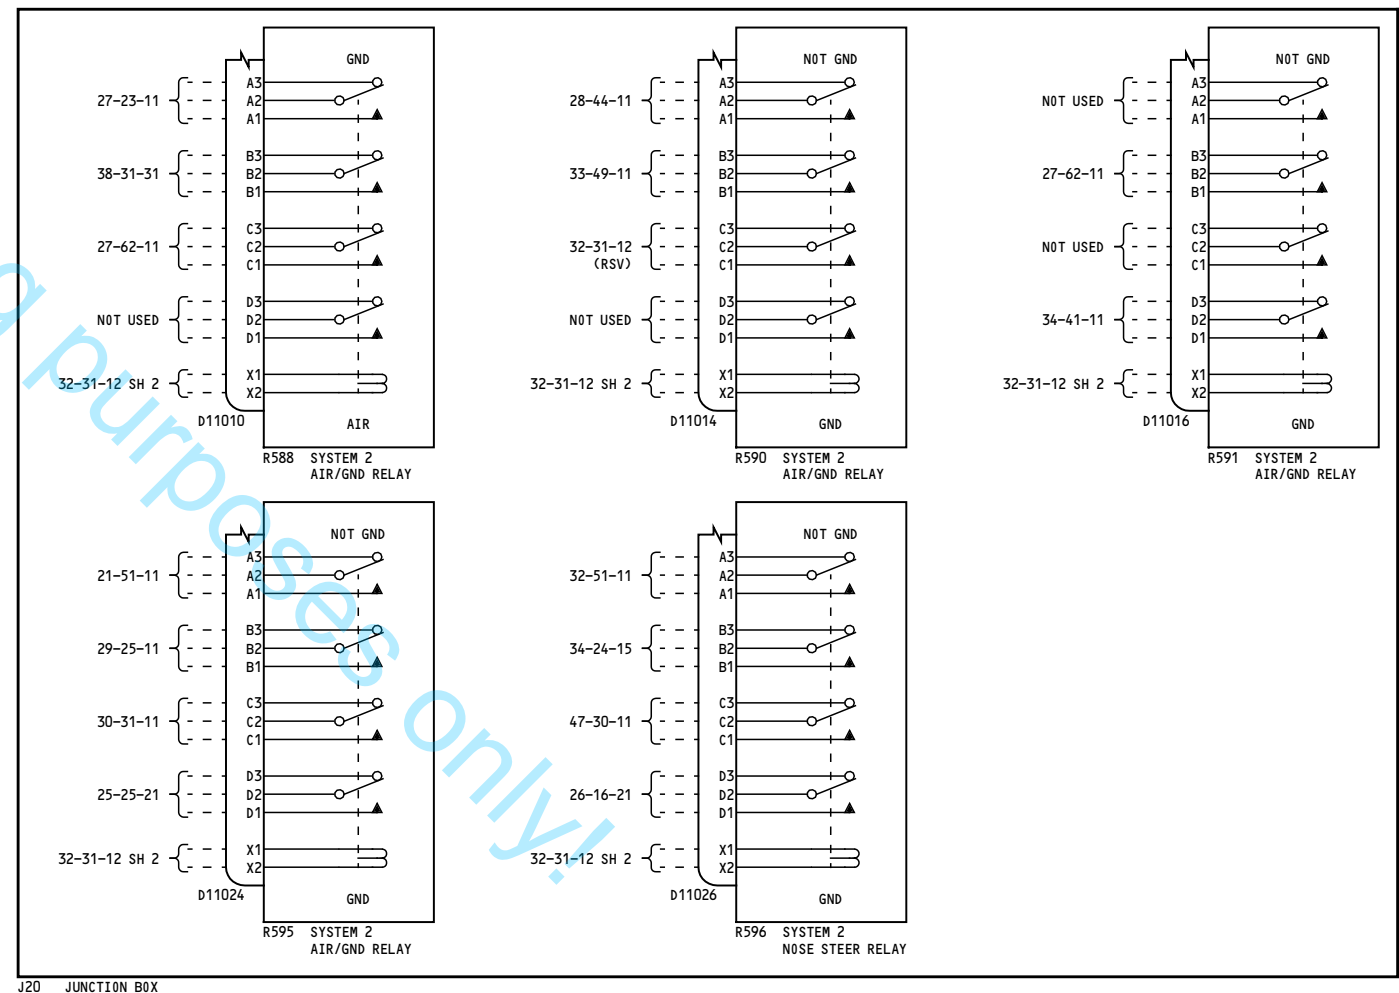 GND
27-23-11
A3
A2
A1
38-31-31
B3
B2
B1
27-62-11
C3
C2
C1
NOT USED
D3
D2
D1
32-31-12 SH 2
X1
X2
D11010
AIR
R588 SYSTEM 2
AIR/GND RELAY
NOT GND
28-44-11
A3
A2
A1
33-49-11
B3
B2
B1
32-31-12
(RSV)
C3
C2
C1
NOT USED
D3
D2
D1
32-31-12 SH 2
X1
X2
D11014
GND
R590 SYSTEM 2
AIR/GND RELAY
NOT GND
NOT USED
A3
A2
A1
27-62-11
B3
B2
B1
NOT USED
C3
C2
C1
34-41-11
D3
D2
D1
32-31-12 SH 2
X1
X2
D11016
GND
R591 SYSTEM 2
AIR/GND RELAY
NOT GND
21-51-11
A3
A2
A1
29-25-11
B3
B2
B1
30-31-11
C3
C2
C1
25-25-21
D3
D2
D1
32-31-12 SH 2
X1
X2
D11024
GND
R595 SYSTEM 2
AIR/GND RELAY
NOT GND
32-51-11
A3
A2
A1
34-24-15
B3
B2
B1
47-30-11
C3
C2
C1
26-16-21
D3
D2
D1
32-31-12 SH 2
X1
X2
D11026
GND
R596 SYSTEM 2
NOSE STEER RELAY
J20 JUNCTION BOX
g purposes only!